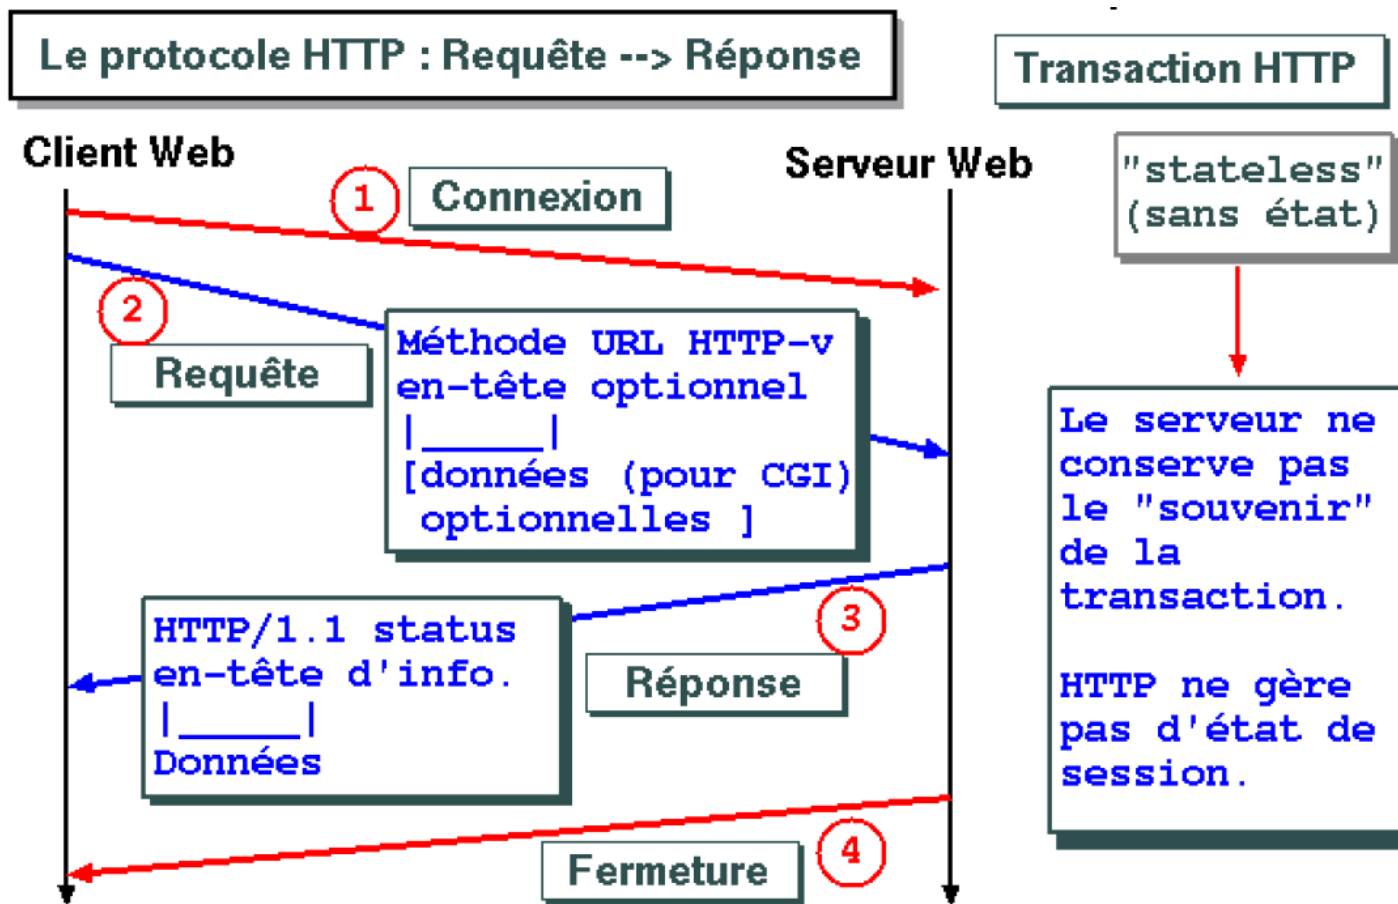 Le protocole HTTP : Requête --> Réponse
Transaction HTTP
Client Web
Serveur Web
"stateless"
(sans état)
1
Connexion
2
Requête
Méthode URL HTTP-v
en-tête optionnel
|______|
[données (pour CGI)
optionnelles ]
Le serveur ne
conserve pas
le "souvenir"
de la
transaction.
HTTP ne gère
pas d'état de
session.
3
Réponse
HTTP/1.1 status
en-tête d'info.
|______|
Données
4
Fermeture